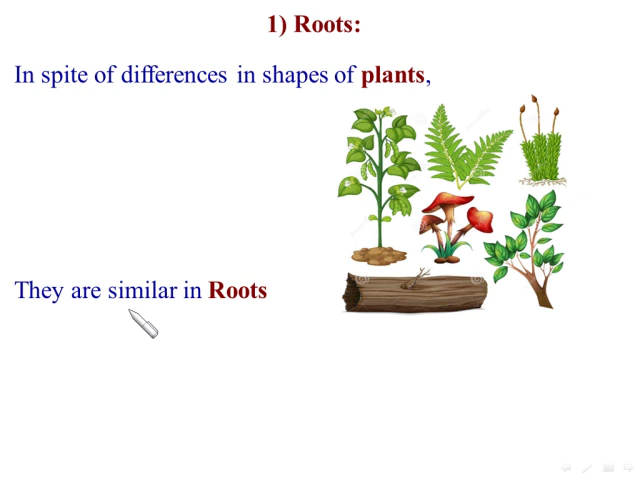 1) Roots:
In spite of differences in shapes of plants,
They are similar in Roots